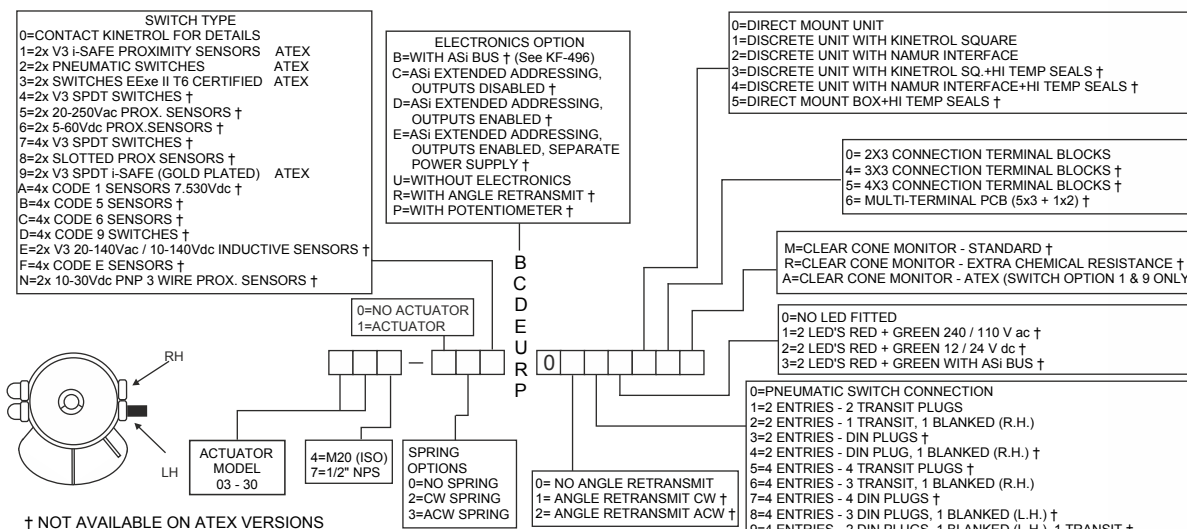 SWITCH TYPE
0=CONTACT KINETROL FOR DETAILS
1=2x V3 i-SAFE PROXIMITY SENSORS ATEX
2=2x PNEUMATIC SWITCHES ATEX
3=2x SWITCHES EExe II T6 CERTIFIED ATEX
4=2x V3 SPDT SWITCHES †
5=2x 20-250Vac PROX. SENSORS †
6=2x 5-60Vdc PROX.SENSORS †
7=4x V3 SPDT SWITCHES †
8=2x SLOTTED PROX SENSORS †
9=2x V3 SPDT i-SAFE (GOLD PLATED) ATEX
A=4x CODE 1 SENSORS 7.530Vdc †
B=4x CODE 5 SENSORS †
C=4x CODE 6 SENSORS †
D=4x CODE 9 SWITCHES †
E=2x V3 20-140Vac / 10-140Vdc INDUCTIVE SENSORS †
F=4x CODE E SENSORS †
N=2x 10-30Vdc PNP 3 WIRE PROX. SENSORS †
ELECTRONICS OPTION
B=WITH ASi BUS † (See KF-496)
C=ASi EXTENDED ADDRESSING,
OUTPUTS DISABLED †
D=ASi EXTENDED ADDRESSING,
OUTPUTS ENABLED †
E=ASi EXTENDED ADDRESSING,
OUTPUTS ENABLED, SEPARATE
POWER SUPPLY †
U=WITHOUT ELECTRONICS
R=WITH ANGLE RETRANSMIT †
P=WITH POTENTIOMETER †
0=DIRECT MOUNT UNIT
1=DISCRETE UNIT WITH KINETROL SQUARE
2=DISCRETE UNIT WITH NAMUR INTERFACE
3=DISCRETE UNIT WITH KINETROL SQ.+HI TEMP SEALS †
4=DISCRETE UNIT WITH NAMUR INTERFACE+HI TEMP SEALS †
5=DIRECT MOUNT BOX+HI TEMP SEALS †
0= 2X3 CONNECTION TERMINAL BLOCKS
4= 3X3 CONNECTION TERMINAL BLOCKS †
5= 4X3 CONNECTION TERMINAL BLOCKS †
6= MULTI-TERMINAL PCB (5x3 + 1x2) †
M=CLEAR CONE MONITOR - STANDARD †
R=CLEAR CONE MONITOR - EXTRA CHEMICAL RESISTANCE †
A=CLEAR CONE MONITOR - ATEX (SWITCH OPTION 1 & 9 ONLY
0=NO LED FITTED
1=2 LED'S RED + GREEN 240 / 110 V ac †
2=2 LED'S RED + GREEN 12 / 24 V dc †
3=2 LED'S RED + GREEN WITH ASi BUS †
0=NO ACTUATOR
1=ACTUATOR
B
C
D
E
U
R
P
0
RH
LH
ACTUATOR
MODEL
03 - 30
4=M20 (ISO)
7=1/2" NPS
SPRING
OPTIONS
0=NO SPRING
2=CW SPRING
3=ACW SPRING
0= NO ANGLE RETRANSMIT
1= ANGLE RETRANSMIT CW †
2= ANGLE RETRANSMIT ACW †
0=PNEUMATIC SWITCH CONNECTION
1=2 ENTRIES - 2 TRANSIT PLUGS
2=2 ENTRIES - 1 TRANSIT, 1 BLANKED (R.H.)
3=2 ENTRIES - DIN PLUGS †
4=2 ENTRIES - DIN PLUG, 1 BLANKED (R.H.) †
5=4 ENTRIES - 4 TRANSIT PLUGS †
6=4 ENTRIES - 3 TRANSIT, 1 BLANKED (R.H.)
7=4 ENTRIES - 4 DIN PLUGS †
8=4 ENTRIES - 3 DIN PLUGS, 1 BLANKED (L.H.) †
9=4 ENTRIES - 2 DIN PLUGS, 1 BLANKED (L.H.), 1 TRANSIT †
† NOT AVAILABLE ON ATEX VERSIONS